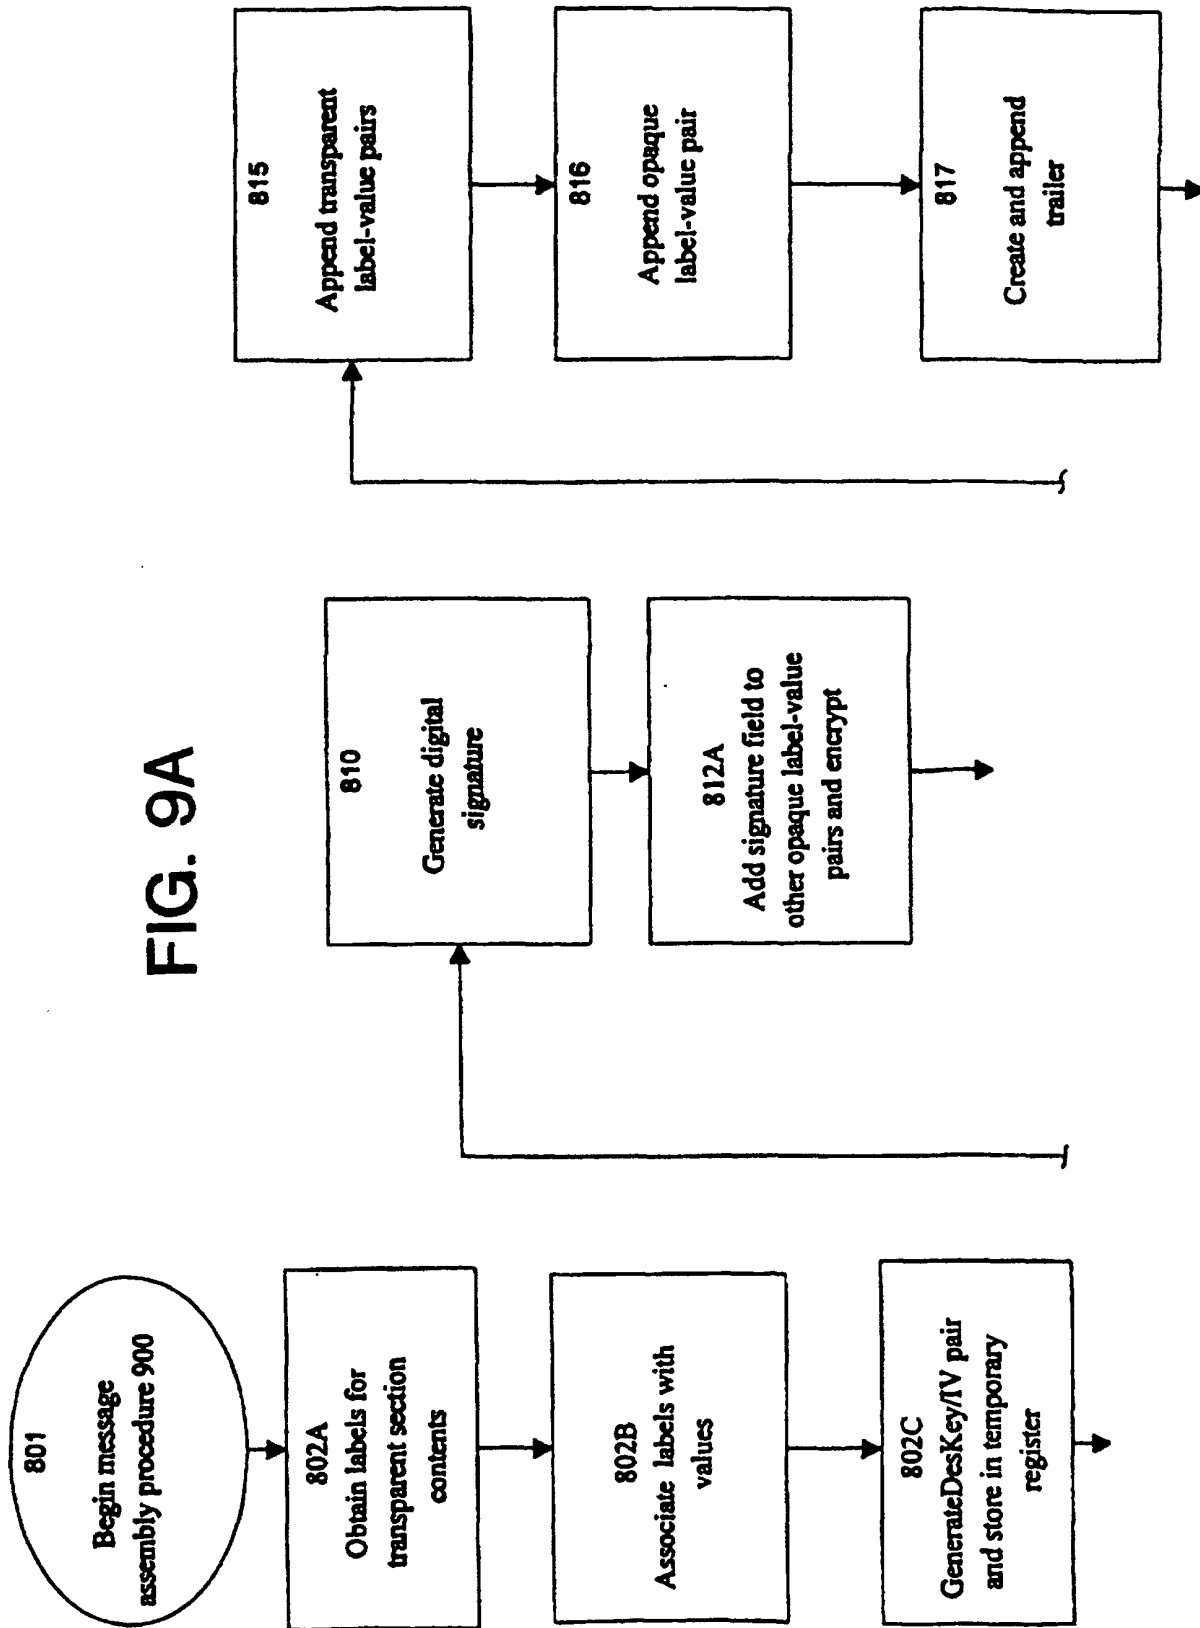 FIG. 9A
801
Begin message
assembly procedure 900
802A
Obtain labels for
transparent section
contents
802B
Associate labels with
values
802C
GenerateDesKey/IV pair
and store in temporary
register
810
Generate digital
signature
812A
Add signature field to
other opaque label-value
pairs and encrypt
815
Append transparent
label-value pairs
816
Append opaque
label-value pair
817
Create and append
trailer